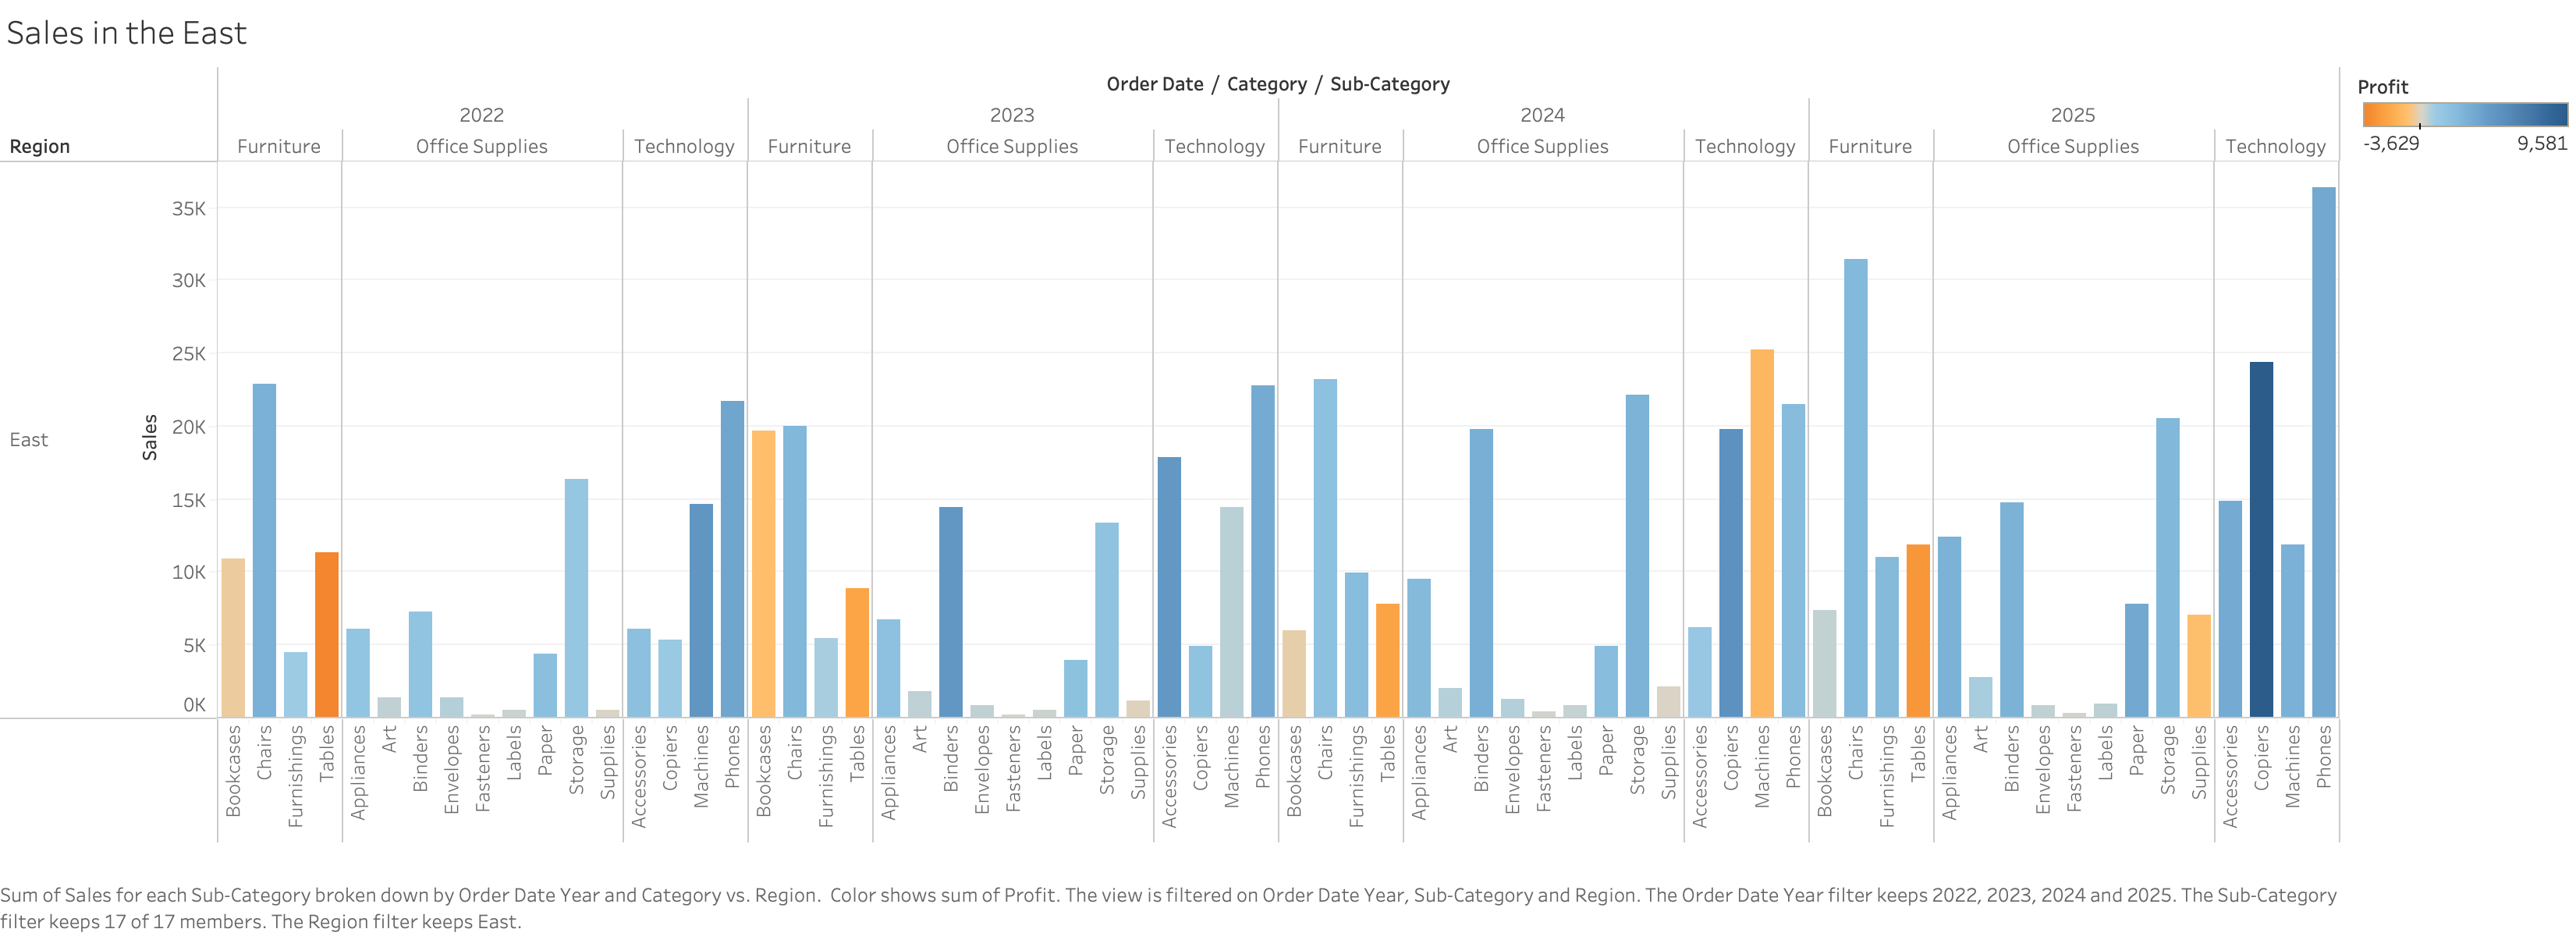 Sales in the East
Order Date / Category / Sub-Category
Profit
2022 2023 2024 2025
-3,629 9,581
Region Furniture Office Supplies Technology Furniture Office Supplies Technology Furniture Office Supplies Technology Furniture Office Supplies Technology
35K
30K
25K
20K
East
Sales
15K
10K
5K
0K
Bookcases
Chairs
Furnishings
Tables
Appliances
Art
Binders
Envelopes
Fasteners
Labels
Paper
Storage
Supplies
Accessories
Copiers
Machines
Phones
Bookcases
Chairs
Furnishings
Tables
Appliances
Art
Binders
Envelopes
Fasteners
Labels
Paper
Storage
Supplies
Accessories
Copiers
Machines
Phones
Bookcases
Chairs
Furnishings
Tables
Appliances
Art
Binders
Envelopes
Fasteners
Labels
Paper
Storage
Supplies
Accessories
Copiers
Machines
Phones
Bookcases
Chairs
Furnishings
Tables
Appliances
Art
Binders
Envelopes
Fasteners
Labels
Paper
Storage
Supplies
Accessories
Copiers
Machines
Phones
Sum of Sales for each Sub-Category broken down by Order Date Year and Category vs. Region.  Color shows sum of Profit. The view is filtered on Order Date Year, Sub-Category and Region. The Order Date Year filter keeps 2022, 2023, 2024 and 2025. The Sub-Category
filter keeps 17 of 17 members. The Region filter keeps East.